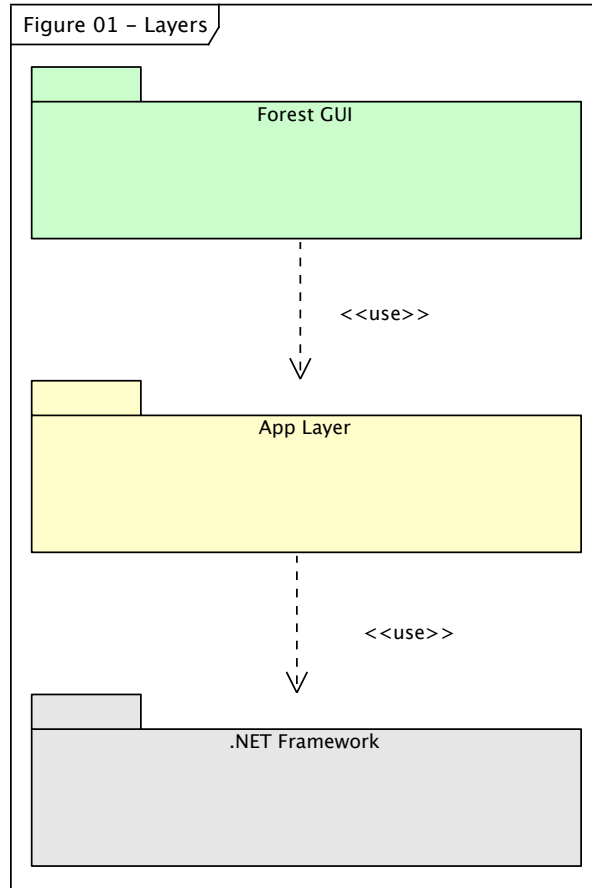 Figure 01 – Layers
Forest GUI
<<use>>
App Layer
<<use>>
.NET Framework